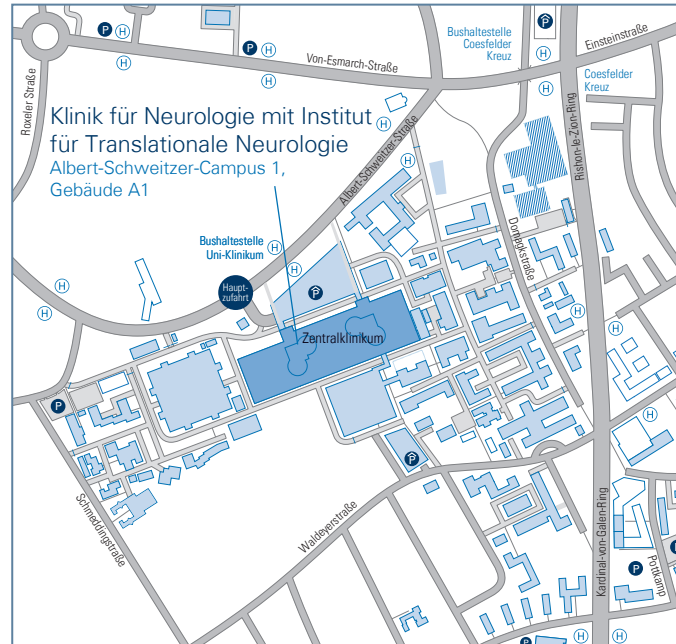 P
H
H
P
H
H
Von-Esmarch-Straße
Bushaltestelle
Coesfelder
Kreuz
P
H
Einsteinstraße
H
Coesfelder
Kreuz
H
Roxeler Straße
Klinik für Neurologie mit Institut
für Translationale Neurologie
Albert-Schweitzer-Campus 1,
Gebäude A1
H
Albert-Schweitzer-Straße
H
Rishon-le-Zion-Ring
Domagkstraße
Bushaltestelle
Uni-Klinikum
H
H
H
H
Haupt-
zufahrt
P
Zentralklinikum
H
H
P
H
P
Schmeddingstraße
Waldeyerstraße
Kardinal-von-Galen-Ring
Pottkamp
P
P
P
H
H